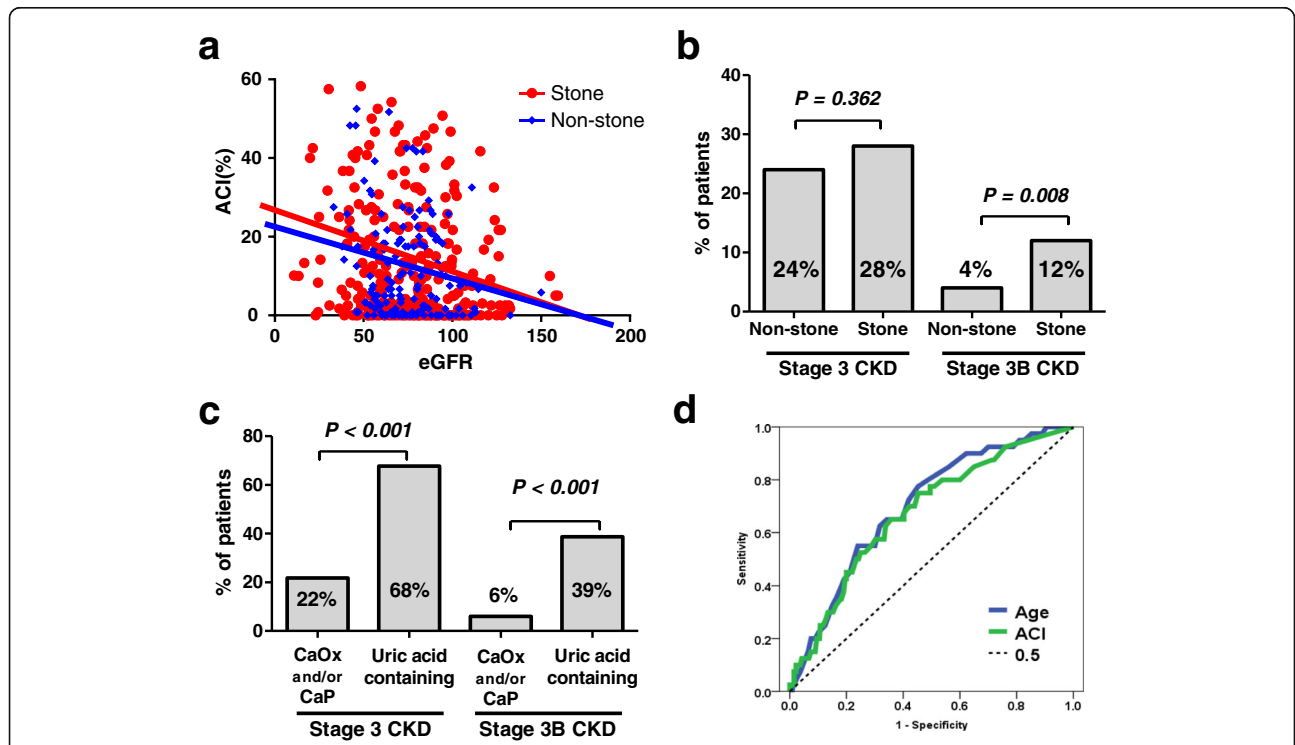 a
60
40
20
0
ACI(%)
Stone
Non-stone
0
50
100
150
200
eGFR
b
40
30
20
10
0
% of patients
P = 0.362
P = 0.008
24%
28%
4%
12%
Non-stone
Stone
Non-stone
Stone
Stage 3 CKD
Stage 3B CKD
c
80
60
40
20
0
% of patients
P < 0.001
P < 0.001
22%
68%
6%
39%
CaOx
and/or
CaP
Uric acid
containing
CaOx
and/or
CaP
Uric acid
containing
Stage 3 CKD
Stage 3B CKD
d
1.0
0.8
0.6
0.4
0.2
0.0
Sensitivity
Age
ACI
0.5
0.0
0.2
0.4
0.6
0.8
1.0
1 - Specificity